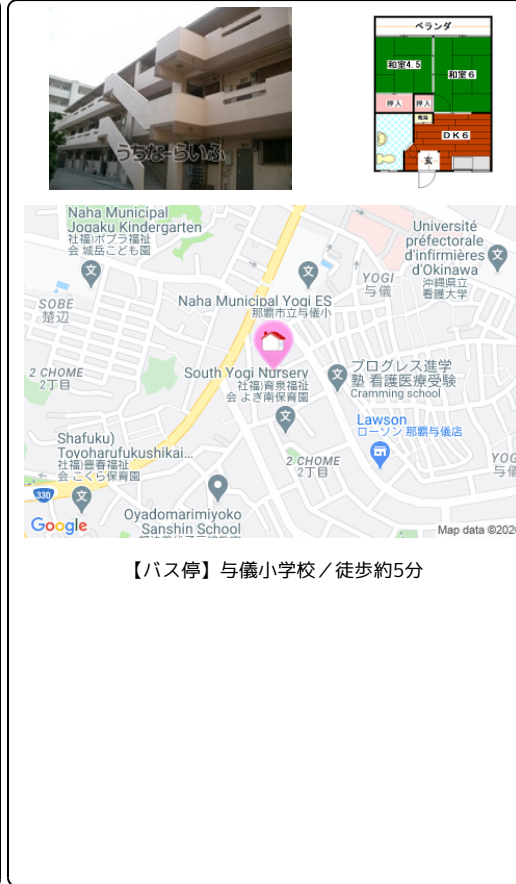 うちなーらいふ
ベランダ
和室4.5
和室6
押入
押入
DK6
玄
Naha Municipal
Jogaku Kindergarten
社福)ポプラ福祉
会 城岳こども園
Université
préfectorale
d'infirmières
d'Okinawa
沖縄県立
看護大学
YOGI
与儀
SOBE
楚辺
Naha Municipal Yogi ES
那覇市立与儀小
2 CHOME
2丁目
South Yogi Nursery
社福)育泉福祉
会 よぎ南保育園
プログレス進学
塾 看護医療受験
Cramming school
Lawson
ローソン 那覇与儀店
Shafuku)
Toyoharufukushikai...
社福)豊春福祉
会 こくら保育園
2 CHOME
2丁目
YOG
与儀
330
Oyadomarimiyoko
Sanshin School
Google
Map data ©2020
【バス停】与儀小学校／徒歩約5分